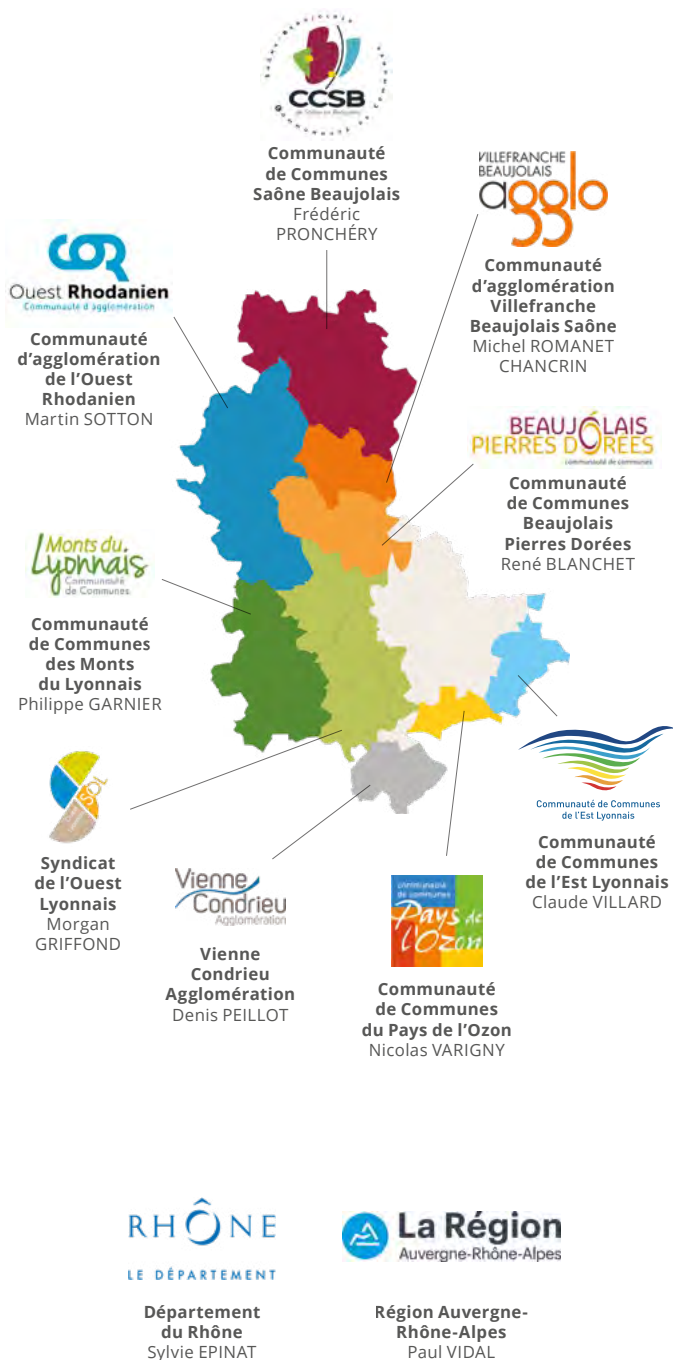 CCSB
Communauté
de Communes
Saône Beaujolais
Frédéric
PRONCHÉRY
VILLEFRANCHE
BEAUJOLAIS
agglo
Communauté
d'agglomération
Villefranche
Beaujolais Saône
Michel ROMANET
CHANCRIN
COR
Ouest Rhodanien
Communauté d'agglomération
Communauté
d'agglomération
de l'Ouest
Rhodanien
Martin SOTTON
BEAUJOLAIS
PIERRES DORÉES
communauté de communes
Communauté
de Communes
Beaujolais
Pierres Dorées
René BLANCHET
Monts du
Lyonnais
Communauté
de Communes
Communauté
de Communes
des Monts
du Lyonnais
Philippe GARNIER
Communauté de Communes
de l'Est Lyonnais
Communauté
de Communes
de l'Est Lyonnais
Claude VILLARD
SOL
Syndicat
de l'Ouest
Lyonnais
Morgan
GRIFFOND
Vienne
Condrieu
Agglomération
Vienne
Condrieu
Agglomération
Denis PEILLOT
communauté
de communes
Pays de
l'Ozon
Communauté
de Communes
du Pays de l'Ozon
Nicolas VARIGNY
RHÔNE
LE DÉPARTEMENT
Département
du Rhône
Sylvie EPINAT
La Région
Auvergne-Rhône-Alpes
Région Auvergne-
Rhône-Alpes
Paul VIDAL